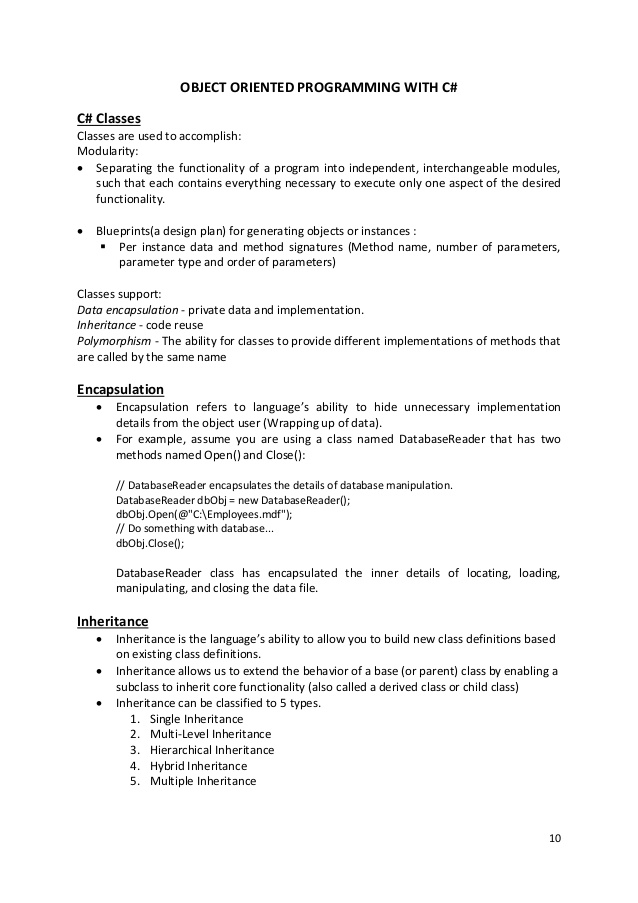 OBJECT ORIENTED PROGRAMMING WITH C#
C# Classes
Classes are used to accomplish:
Modularity:
• Separating the functionality of a program into independent, interchangeable modules,
such that each contains everything necessary to execute only one aspect of the desired
functionality.
• Blueprints(a design plan) for generating objects or instances :
▪ Per instance data and method signatures (Method name, number of parameters,
parameter type and order of parameters)
Classes support:
Data encapsulation - private data and implementation.
Inheritance - code reuse
Polymorphism - The ability for classes to provide different implementations of methods that
are called by the same name
Encapsulation
• Encapsulation refers to language’s ability to hide unnecessary implementation
details from the object user (Wrapping up of data).
• For example, assume you are using a class named DatabaseReader that has two
methods named Open() and Close():
// DatabaseReader encapsulates the details of database manipulation.
DatabaseReader dbObj = new DatabaseReader();
dbObj.Open(@"C:\Employees.mdf");
// Do something with database...
dbObj.Close();
DatabaseReader class has encapsulated the inner details of locating, loading,
manipulating, and closing the data file.
Inheritance
• Inheritance is the language’s ability to allow you to build new class definitions based
on existing class definitions.
• Inheritance allows us to extend the behavior of a base (or parent) class by enabling a
subclass to inherit core functionality (also called a derived class or child class)
• Inheritance can be classified to 5 types.
1. Single Inheritance
2. Multi-Level Inheritance
3. Hierarchical Inheritance
4. Hybrid Inheritance
5. Multiple Inheritance
10